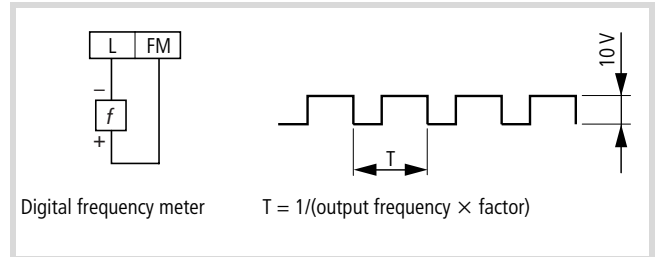 L FM
10 V
−
f
+
T
Digital frequency meter
T = 1/(output frequency × factor)